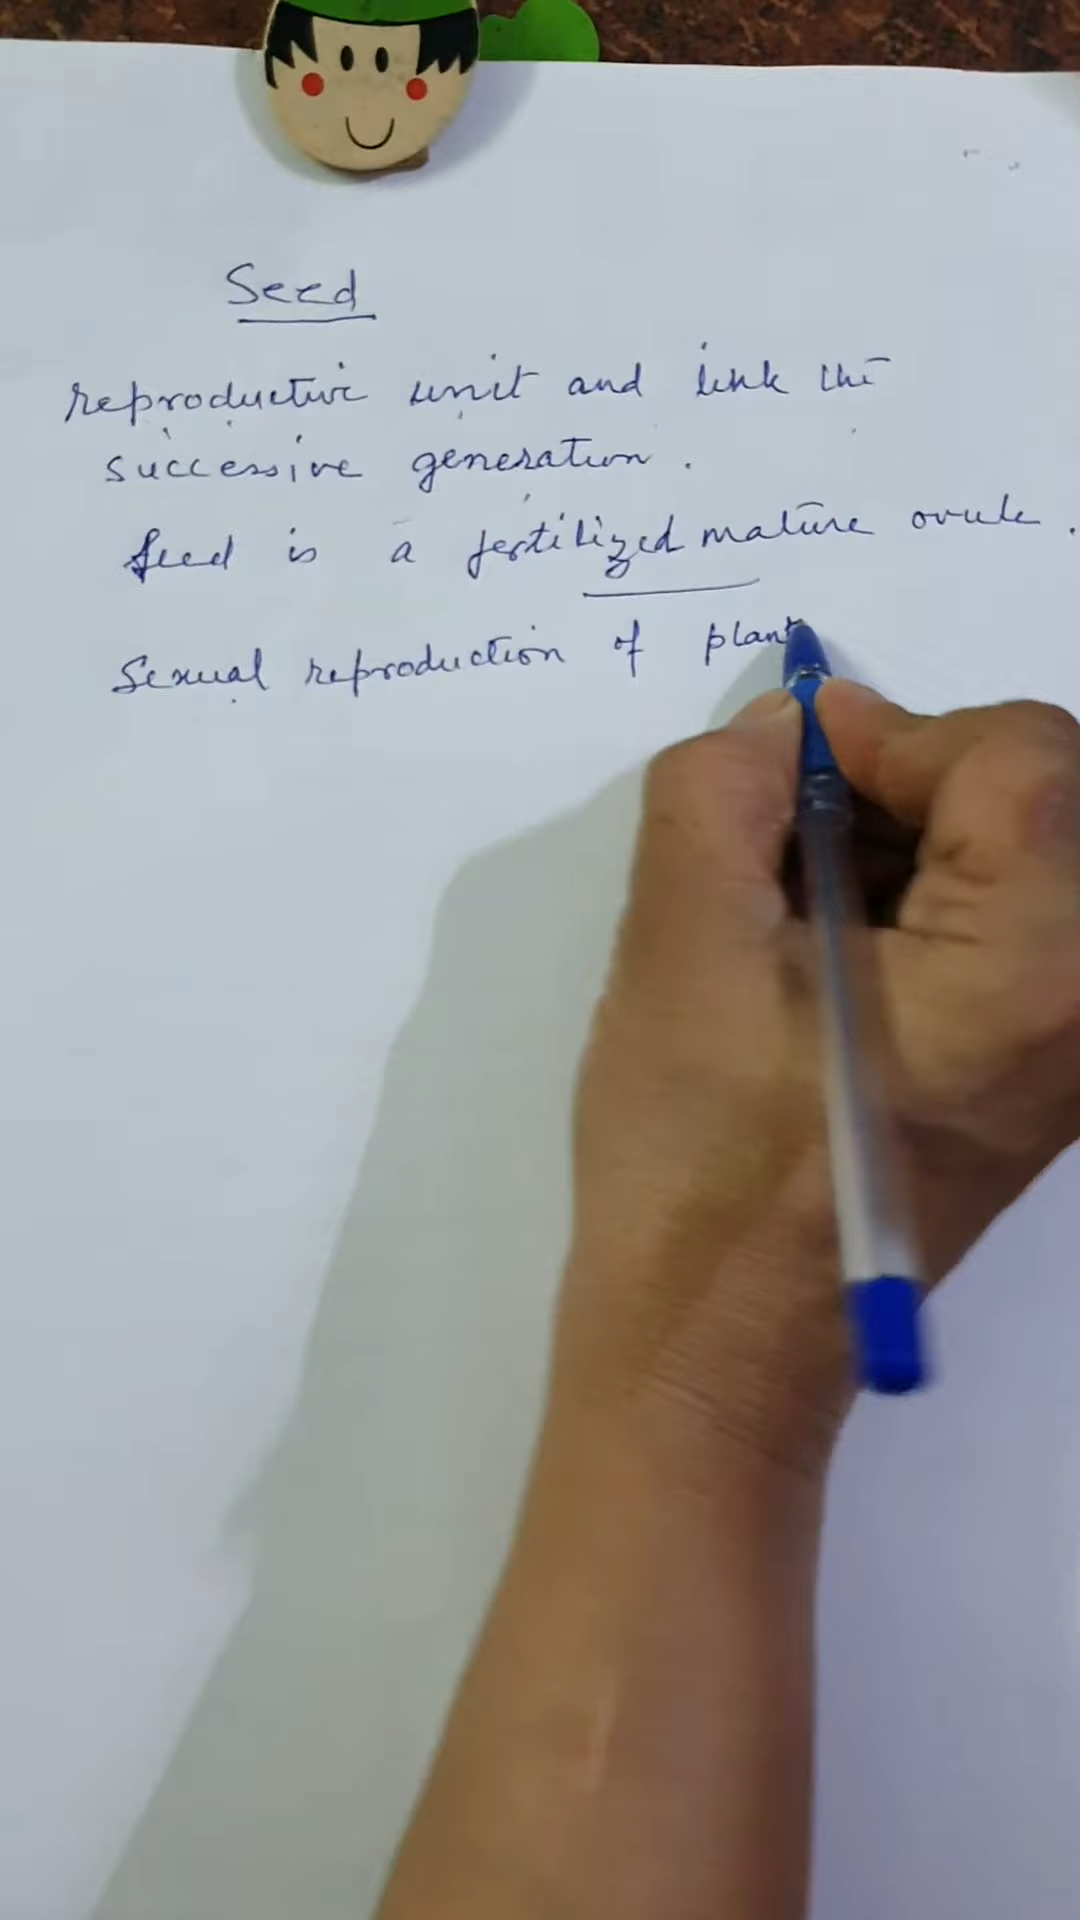 Seed
reproductive unit and link the
successive generation.
Seed is a fertilized mature ovule.
Sexual reproduction of plant